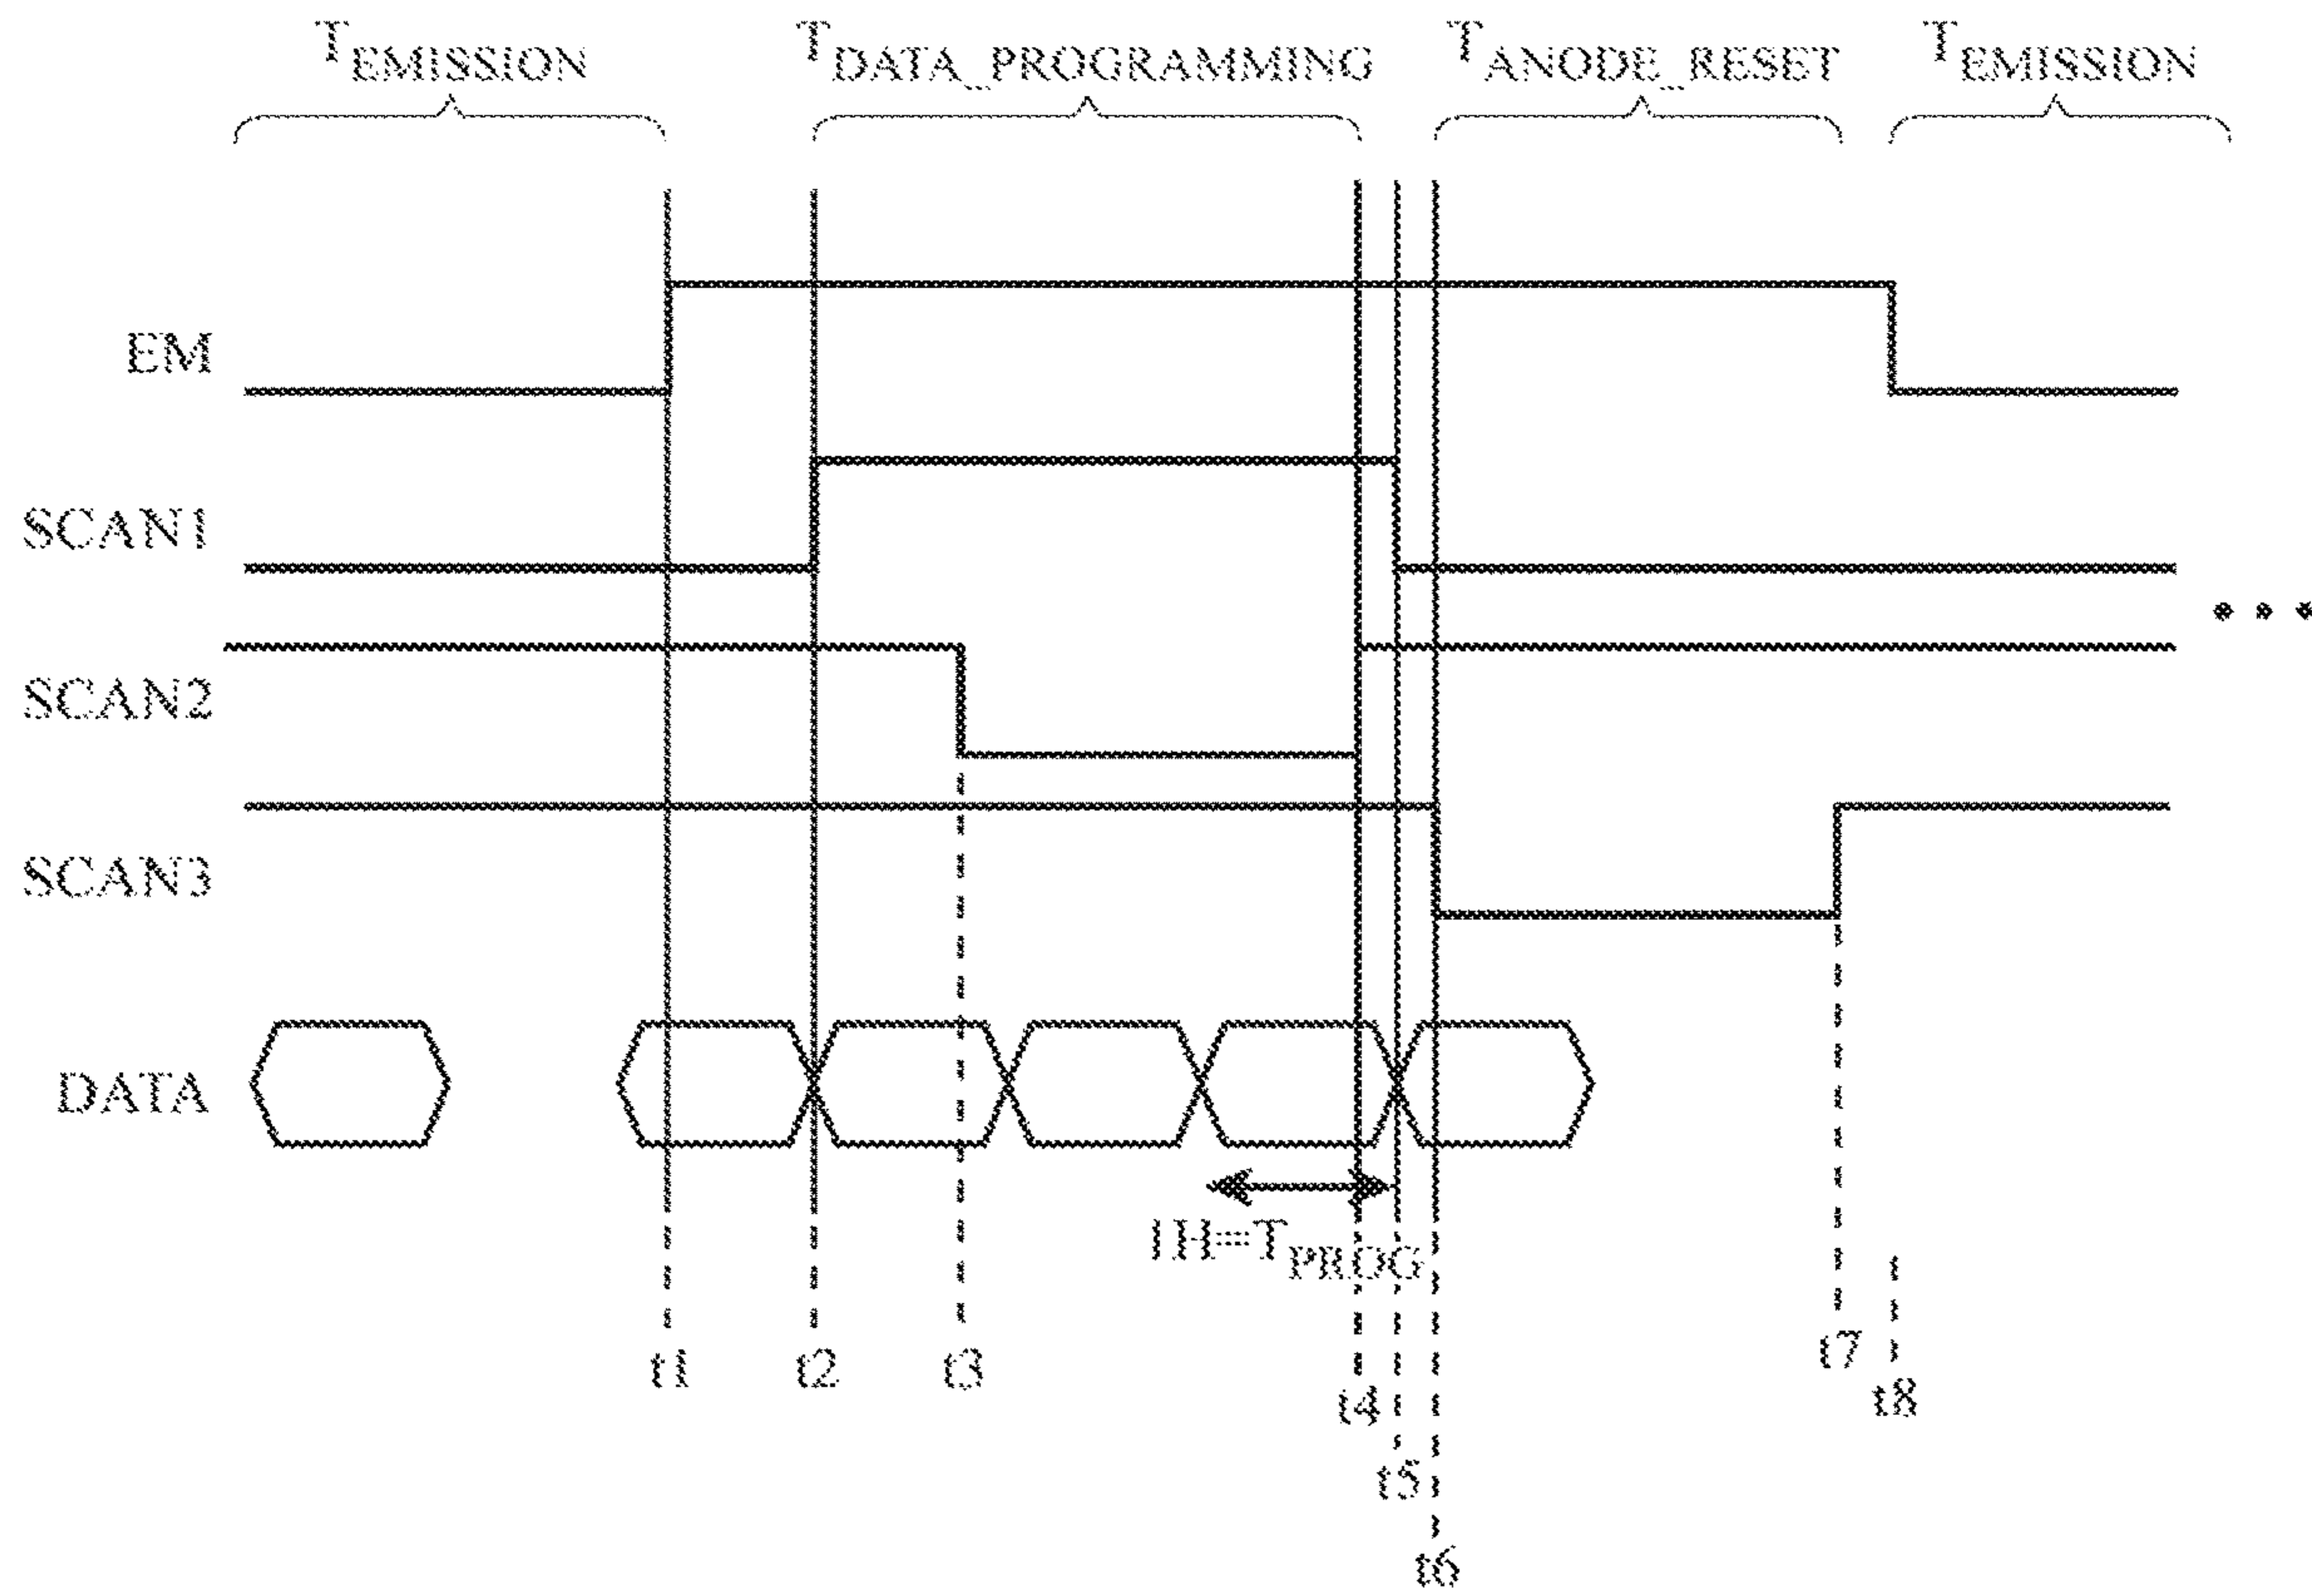 TEMISSION TDATA_PROGRAMMING TANODE_RESET TEMISSION
EM
SCAN1
SCAN2
SCAN3
DATA
1H=TPROG
t1 t2 t3 t4 t5 t6 t7 t8